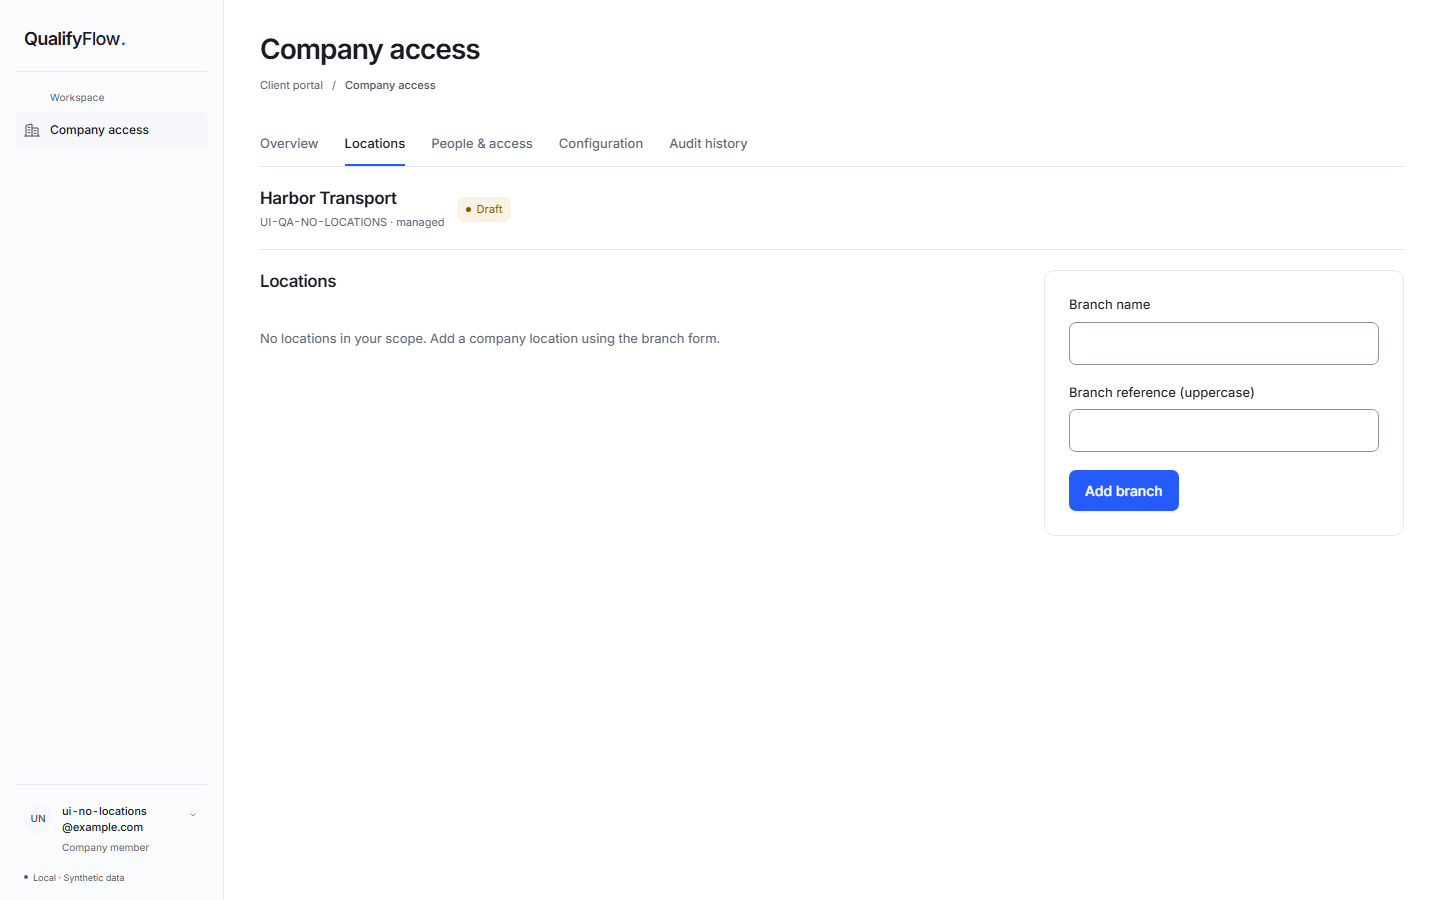 QualifyFlow.
Workspace
Company access
Company access
Client portal / Company access
Overview Locations People & access Configuration Audit history
Harbor Transport
UI-QA-NO-LOCATIONS · managed
Draft
Locations
No locations in your scope. Add a company location using the branch form.
Branch name
Branch reference (uppercase)
Add branch
UN
ui-no-locations
@example.com
Company member
Local · Synthetic data